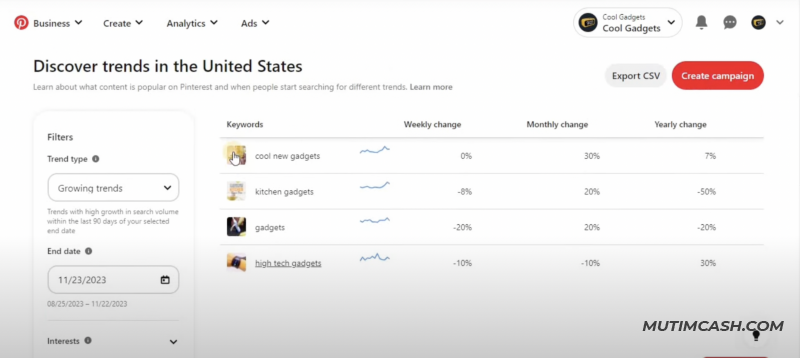 Business Create Analytics Ads
Cool Gadgets
Cool Gadgets
Discover trends in the United States
Learn about what content is popular on Pinterest and when people start searching for different trends. Learn more
Export CSV
Create campaign
Filters
Trend type
Growing trends
Trends with high growth in search volume
within the last 90 days of your selected
end date
End date
11/23/2023
08/25/2023 – 11/22/2023
Interests
Keywords Weekly change Monthly change Yearly change
cool new gadgets 0% 30% 7%
kitchen gadgets -8% 20% -50%
gadgets -20% 20% -20%
high tech gadgets -10% -10% 30%
MUTIMCASH.COM